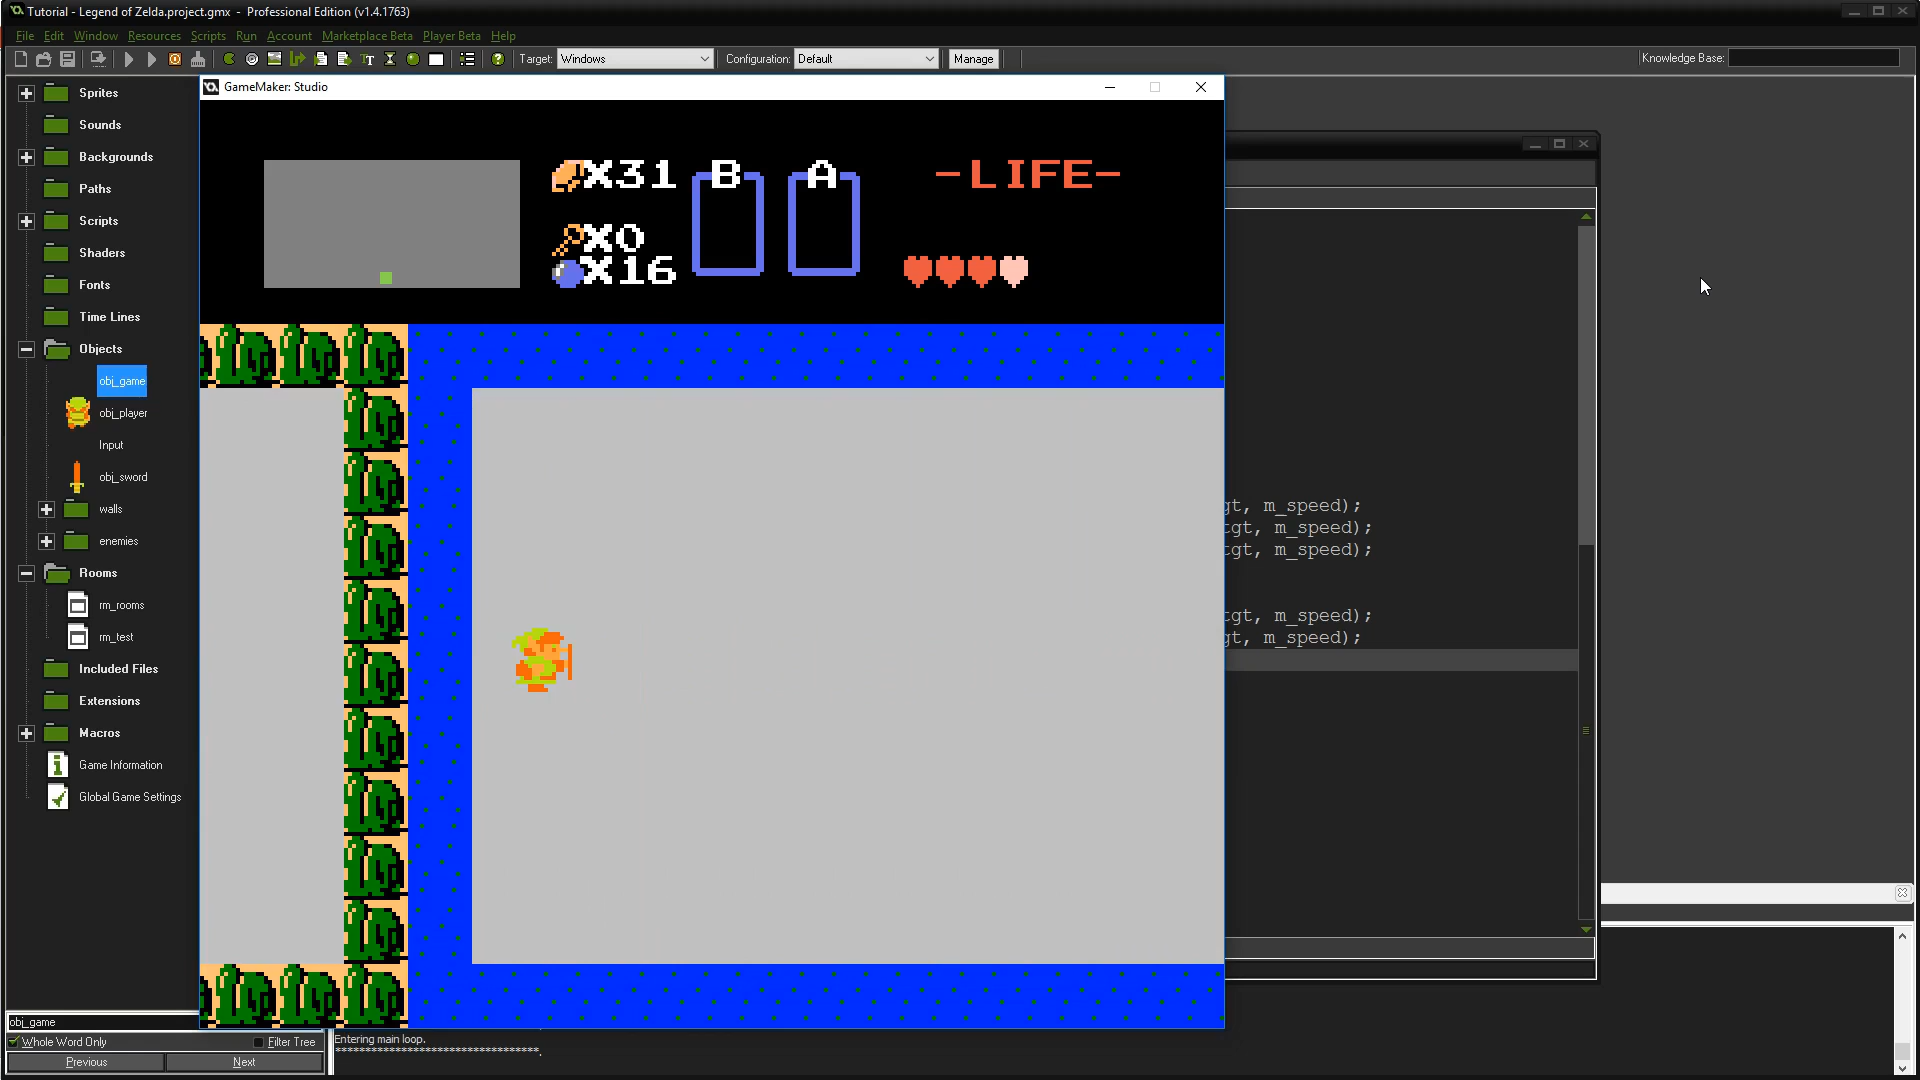 Tutorial - Legend of Zelda.project.gmx - Professional Edition (v1.4.1763)
File Edit Window Resources Scripts Run Account Marketplace Beta Player Beta Help
Target: Windows Configuration: Default Manage Knowledge Base:
Sprites
Sounds
Backgrounds
Paths
Scripts
Shaders
Fonts
Time Lines
Objects
obj_game
obj_player
Input
obj_sword
walls
enemies
Rooms
rm_rooms
rm_test
Included Files
Extensions
Macros
Game Information
Global Game Settings
obj_game
Whole Word Only Filter Tree
Previous Next
GameMaker: Studio
X31 B A -LIFE-
X0
X16
gt, m_speed);
tgt, m_speed);
tgt, m_speed);
tgt, m_speed);
gt, m_speed);
Entering main loop.